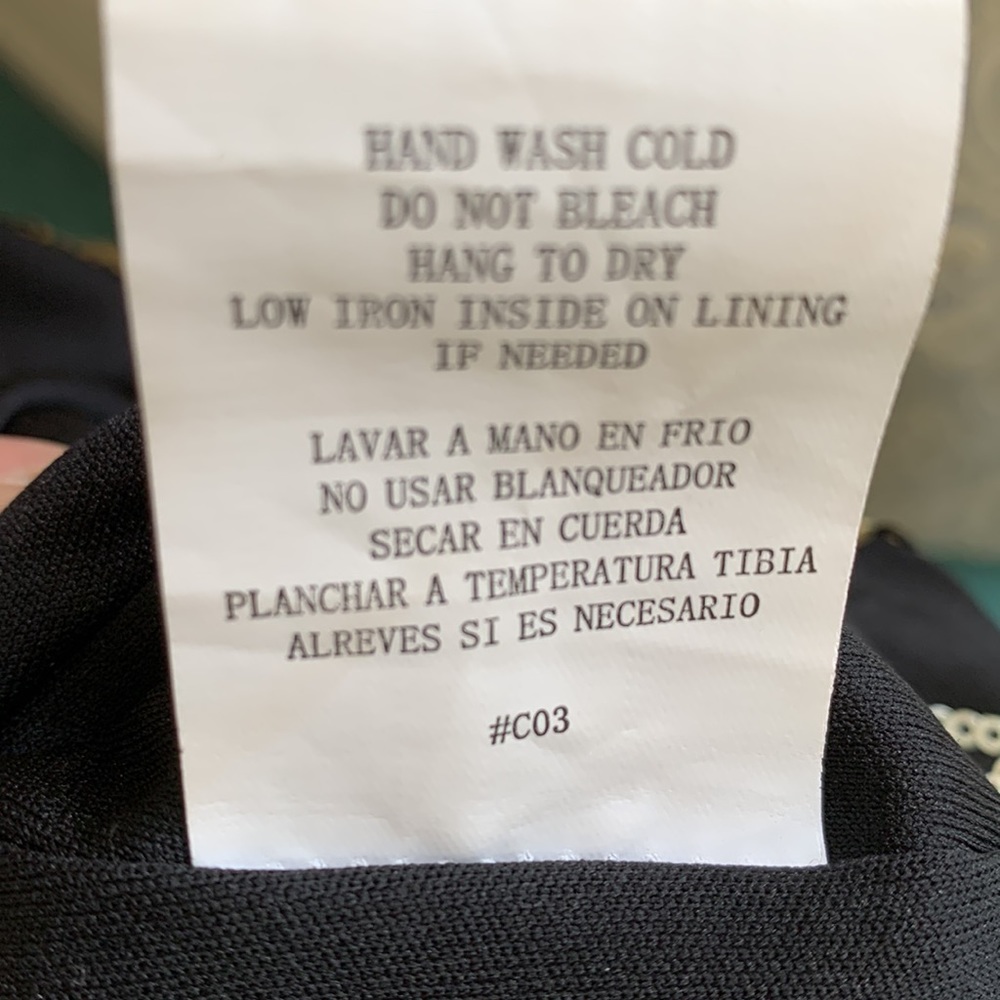 HAND WASH COLD
DO NOT BLEACH
HANG TO DRY
LOW IRON INSIDE ON LINING
IF NEEDED
LAVAR A MANO EN FRIO
NO USAR BLANQUEADOR
SECAR EN CUERDA
PLANCHAR A TEMPERATURA TIBIA
ALREVES SI ES NECESARIO
#C03